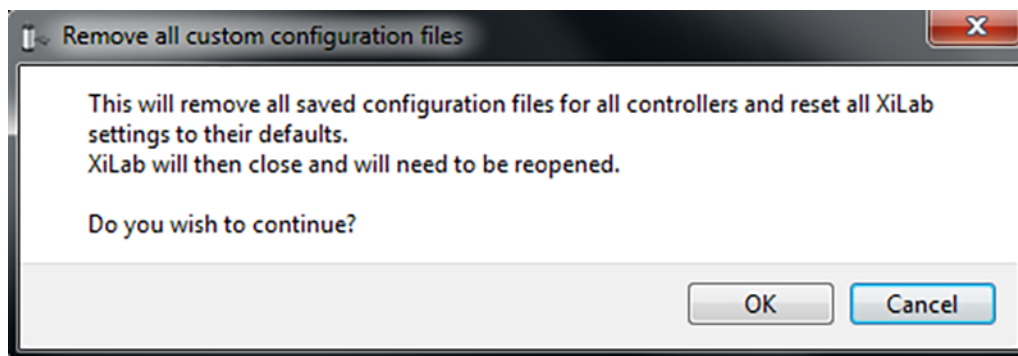 Remove all custom configuration files
This will remove all saved configuration files for all controllers and reset all XiLab
settings to their defaults.
XiLab will then close and will need to be reopened.
Do you wish to continue?
OK Cancel